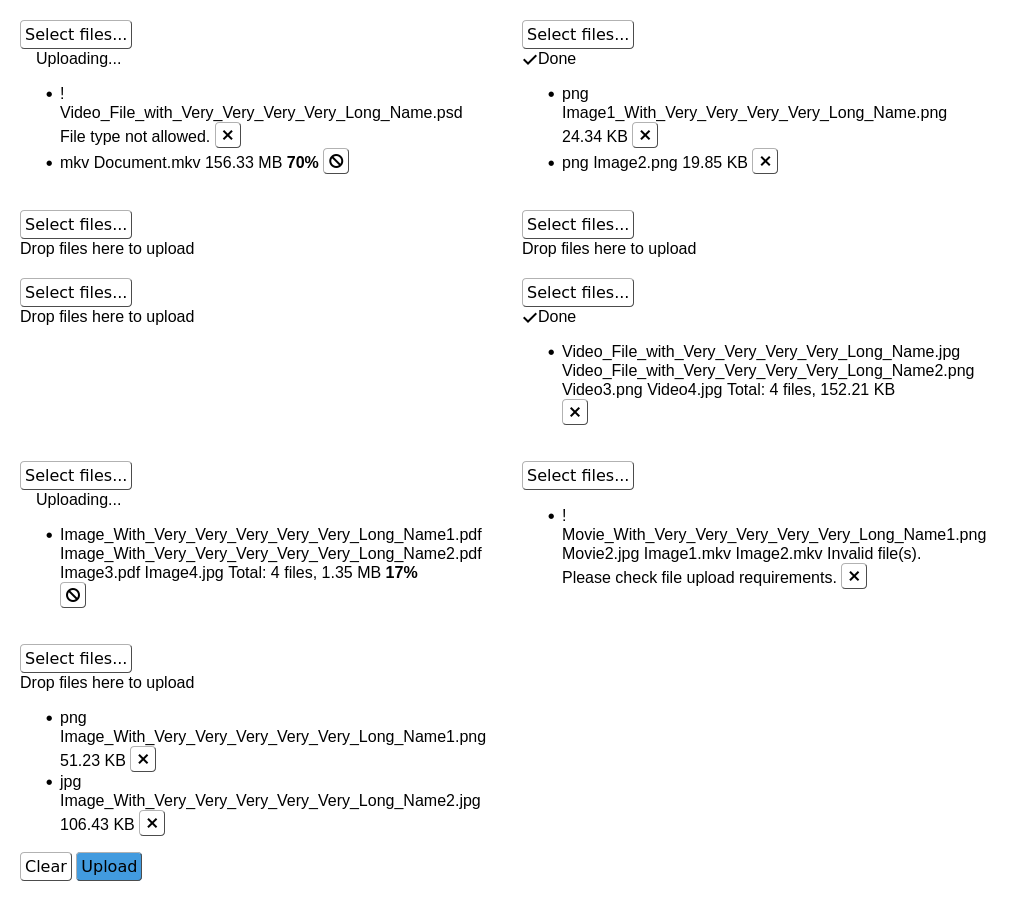 Select files...
Uploading...
!
Video_File_with_Very_Very_Very_Very_Long_Name.psd
File type not allowed.
mkv Document.mkv 156.33 MB 70%
Select files...
Done
png
Image1_With_Very_Very_Very_Very_Long_Name.png
24.34 KB
png Image2.png 19.85 KB
Select files...
Drop files here to upload
Select files...
Drop files here to upload
Select files...
Drop files here to upload
Select files...
Done
Video_File_with_Very_Very_Very_Very_Long_Name.jpg
Video_File_with_Very_Very_Very_Very_Long_Name2.png
Video3.png Video4.jpg Total: 4 files, 152.21 KB
Select files...
Uploading...
Image_With_Very_Very_Very_Very_Very_Long_Name1.pdf
Image_With_Very_Very_Very_Very_Very_Long_Name2.pdf
Image3.pdf Image4.jpg Total: 4 files, 1.35 MB 17%
Select files...
!
Movie_With_Very_Very_Very_Very_Very_Long_Name1.png
Movie2.jpg Image1.mkv Image2.mkv Invalid file(s).
Please check file upload requirements.
Select files...
Drop files here to upload
png
Image_With_Very_Very_Very_Very_Very_Long_Name1.png
51.23 KB
jpg
Image_With_Very_Very_Very_Very_Very_Long_Name2.jpg
106.43 KB
Clear Upload